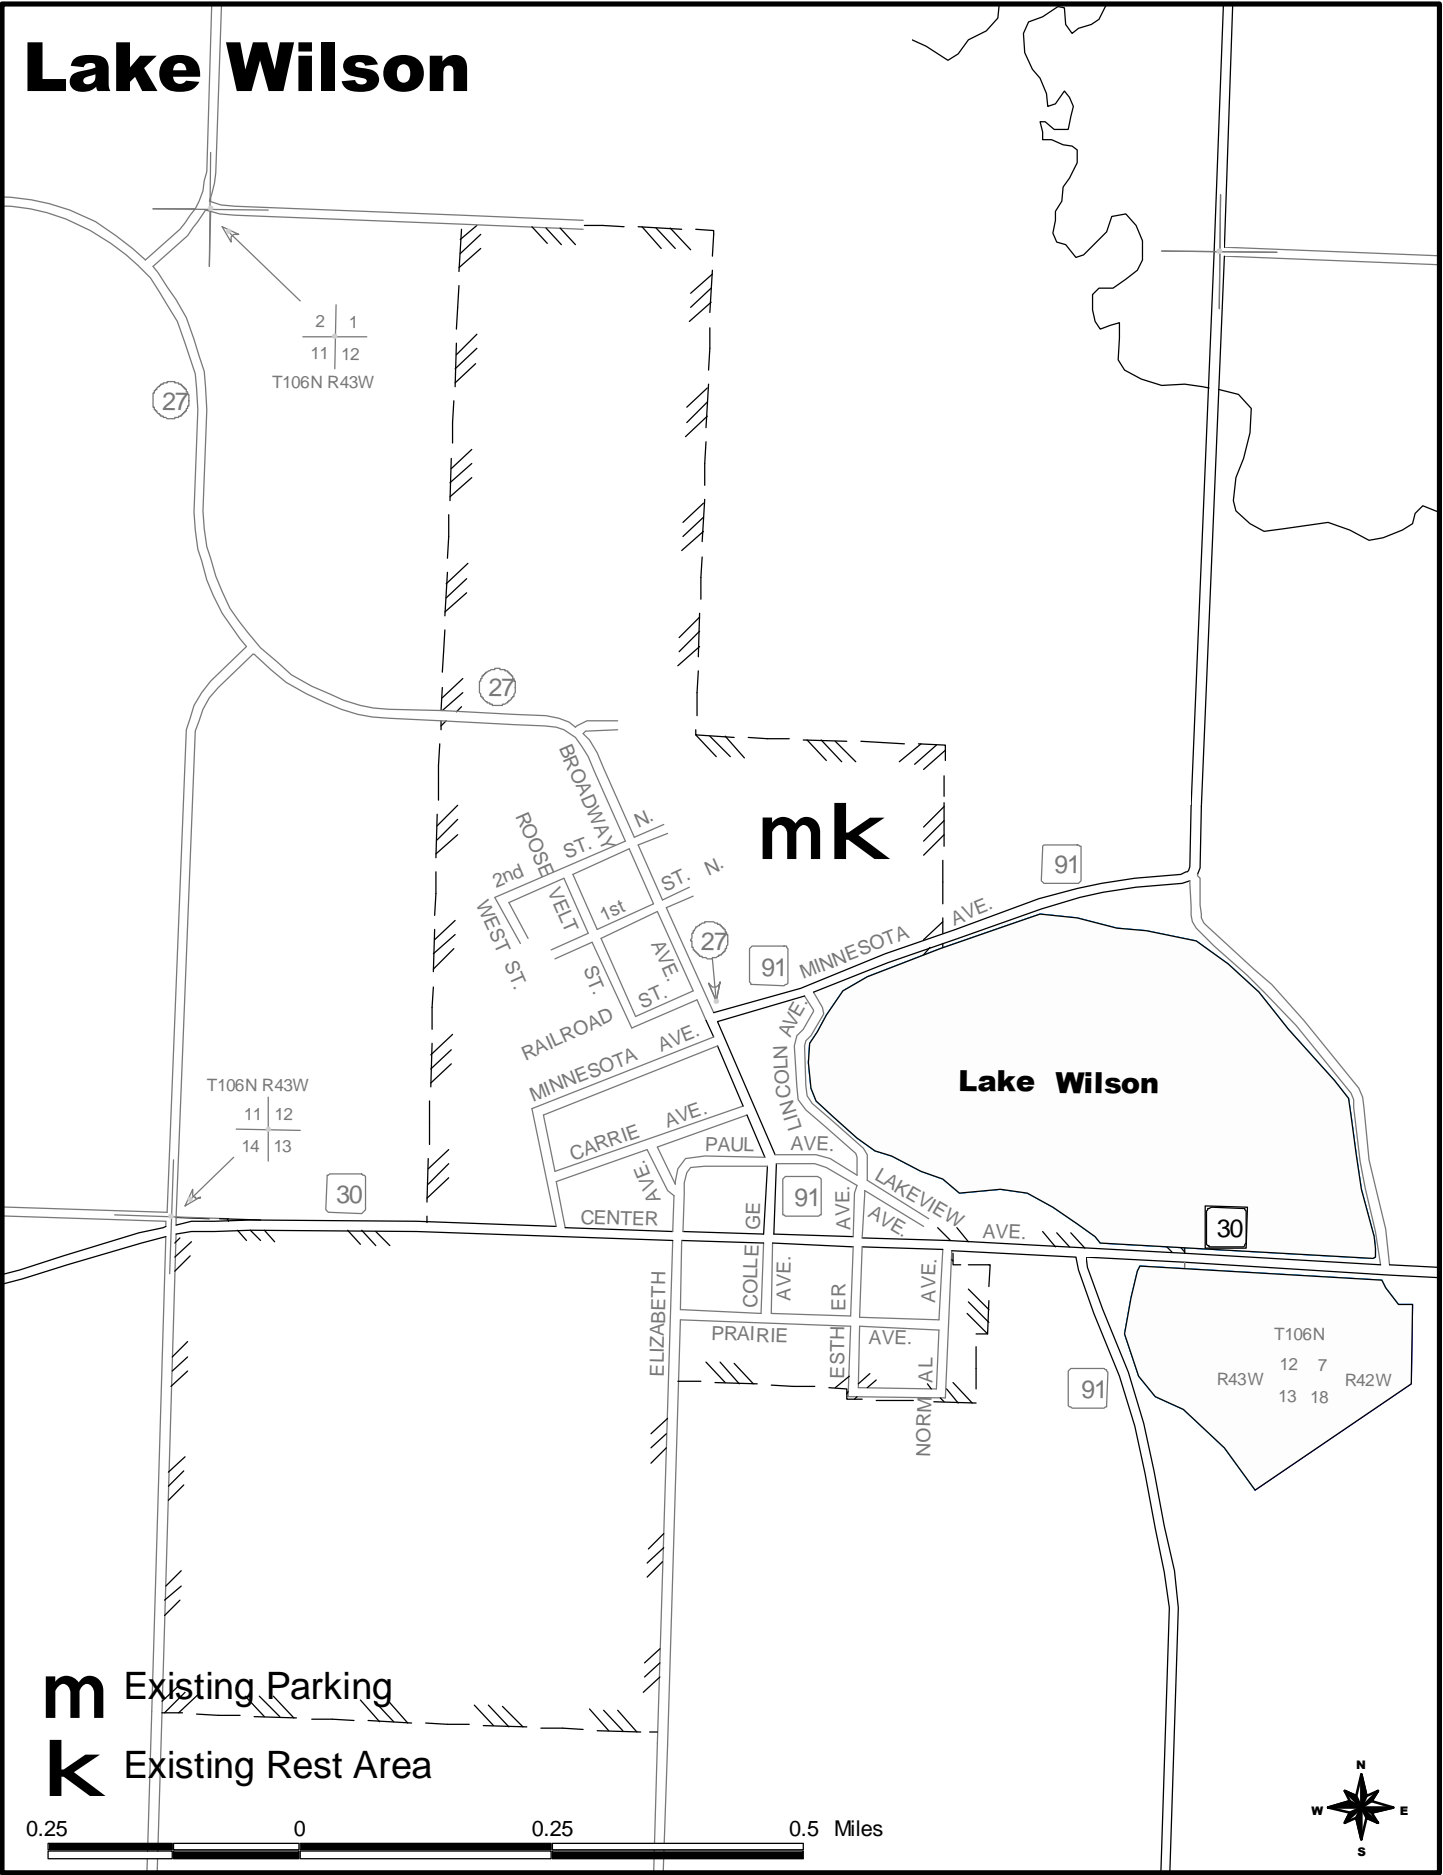 Lake Wilson
2 1
11 12
T106N R43W
27
27
BROADWAY
AVE.
ROOSE
VELT
ST.
2nd ST. N.
1st ST. N.
WEST ST.
mk
91
27
91
MINNESOTA AVE.
RAILROAD ST.
MINNESOTA AVE.
LINCOLN AVE.
Lake Wilson
T106N R43W
11 12
14 13
CARRIE AVE.
PAUL AVE.
AVE.
LAKEVIEW
AVE.
30
CENTER AVE.
91
30
ELIZABETH
COLLE GE
AVE.
ESTH ER
AVE.
NORM AL
AVE.
PRAIRIE AVE.
91
T106N
12 7
R43W R42W
13 18
m Existing Parking
k Existing Rest Area
0.25 0 0.25 0.5 Miles
N
W E
S